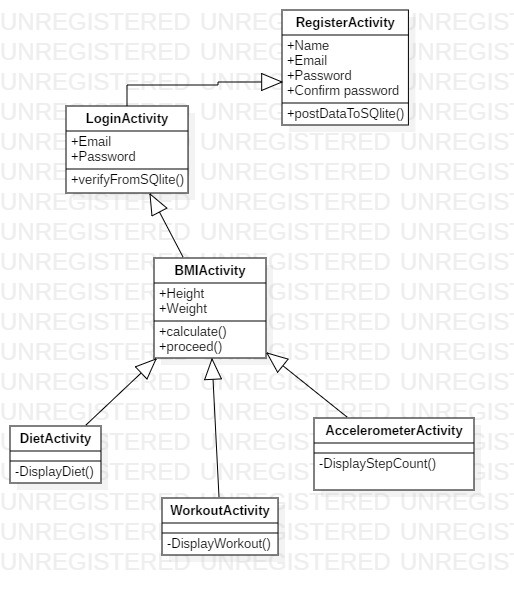 RegisterActivity
+Name
+Email
+Password
+Confirm password
+postDataToSQlite()
LoginActivity
+Email
+Password
+verifyFromSQlite()
BMIActivity
+Height
+Weight
+calculate()
+proceed()
DietActivity
-DisplayDiet()
AccelerometerActivity
-DisplayStepCount()
WorkoutActivity
-DisplayWorkout()
UNREGISTERED